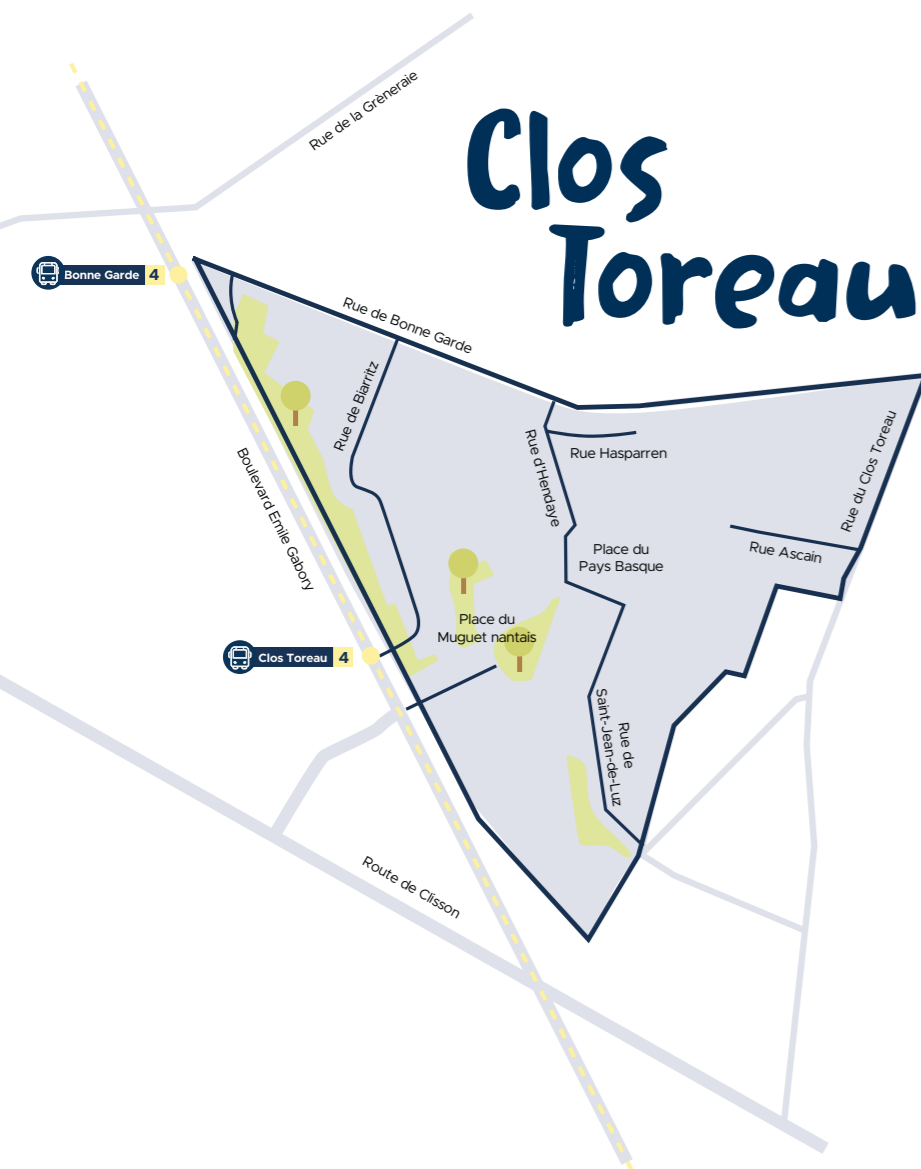 Rue de la Grèneraie
Clos
Toreau
Bonne Garde 4
Rue de Bonne Garde
Rue de Biarritz
Rue d'Hendaye
Rue Hasparren
Rue du Clos Toreau
Boulevard Emile Gabory
Rue Ascain
Place du
Pays Basque
Place du
Muguet nantais
Clos Toreau 4
Rue de
Saint-Jean-de-Luz
Route de Clisson